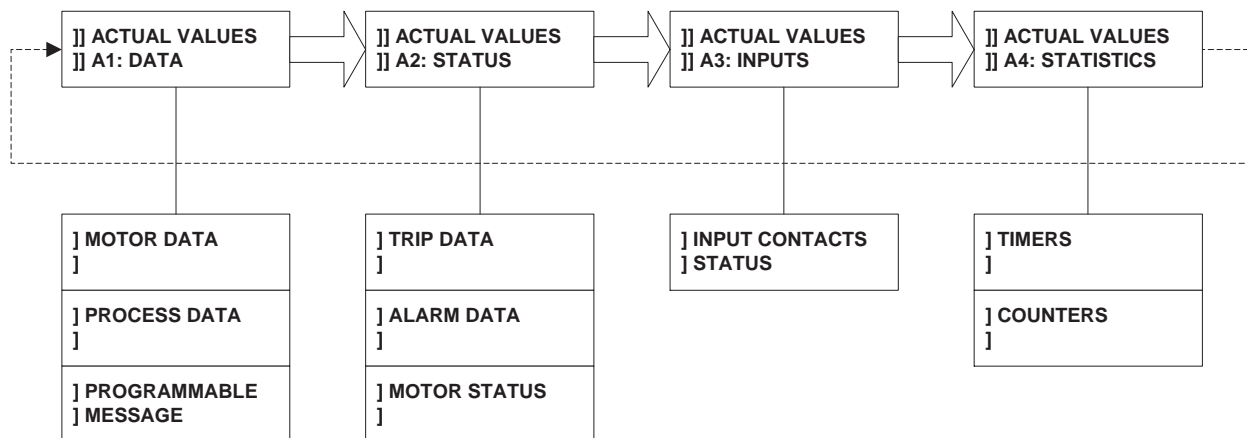 ]] ACTUAL VALUES
]] A1: DATA
]] ACTUAL VALUES
]] A2: STATUS
]] ACTUAL VALUES
]] A3: INPUTS
]] ACTUAL VALUES
]] A4: STATISTICS
] MOTOR DATA
]
] PROCESS DATA
]
] PROGRAMMABLE
] MESSAGE
] TRIP DATA
]
] ALARM DATA
]
] MOTOR STATUS
]
] INPUT CONTACTS
] STATUS
] TIMERS
]
] COUNTERS
]